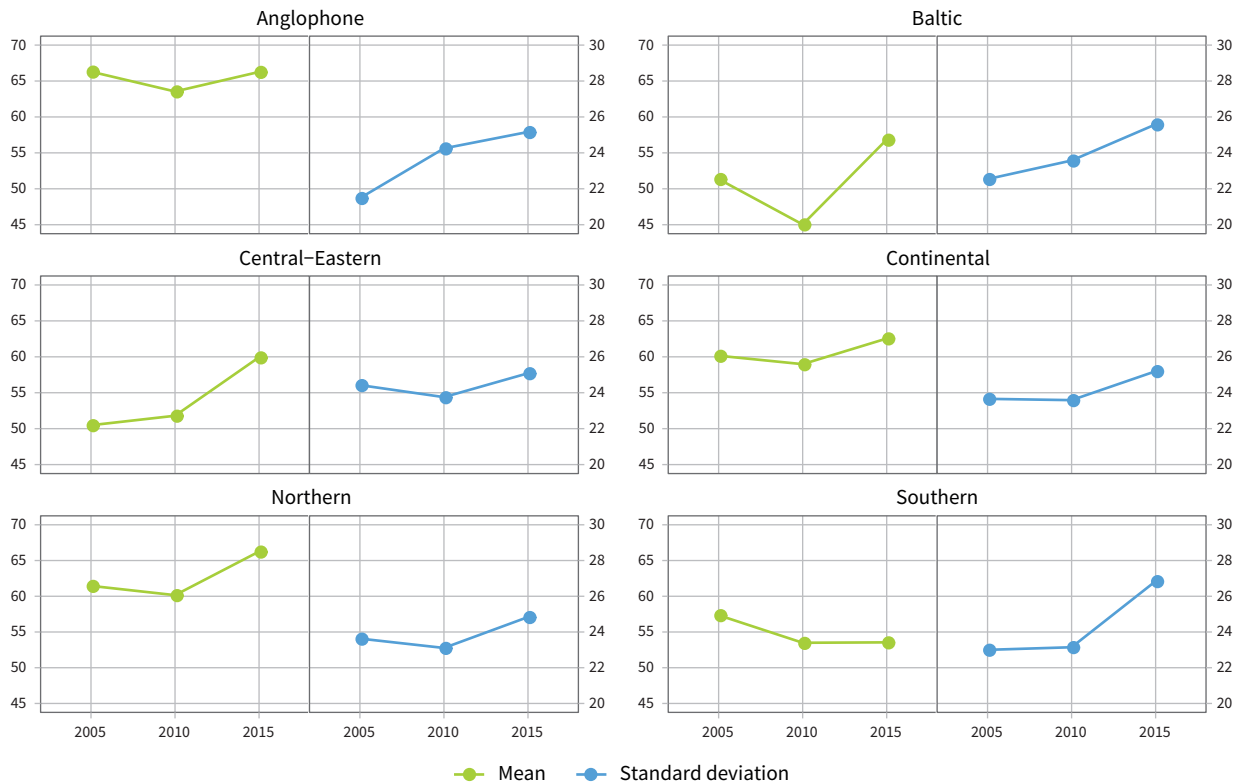 Anglophone Baltic
70 30 70 30
65 28 65 28
60 26 60 26
55 24 55 24
50 22 50 22
45 20 45 20
Central–Eastern Continental
70 30 70 30
65 28 65 28
60 26 60 26
55 24 55 24
50 22 50 22
45 20 45 20
Northern Southern
70 30 70 30
65 28 65 28
60 26 60 26
55 24 55 24
50 22 50 22
45 20 45 20
2005 2010 2015 2005 2010 2015 2005 2010 2015 2005 2010 2015
Mean Standard deviation